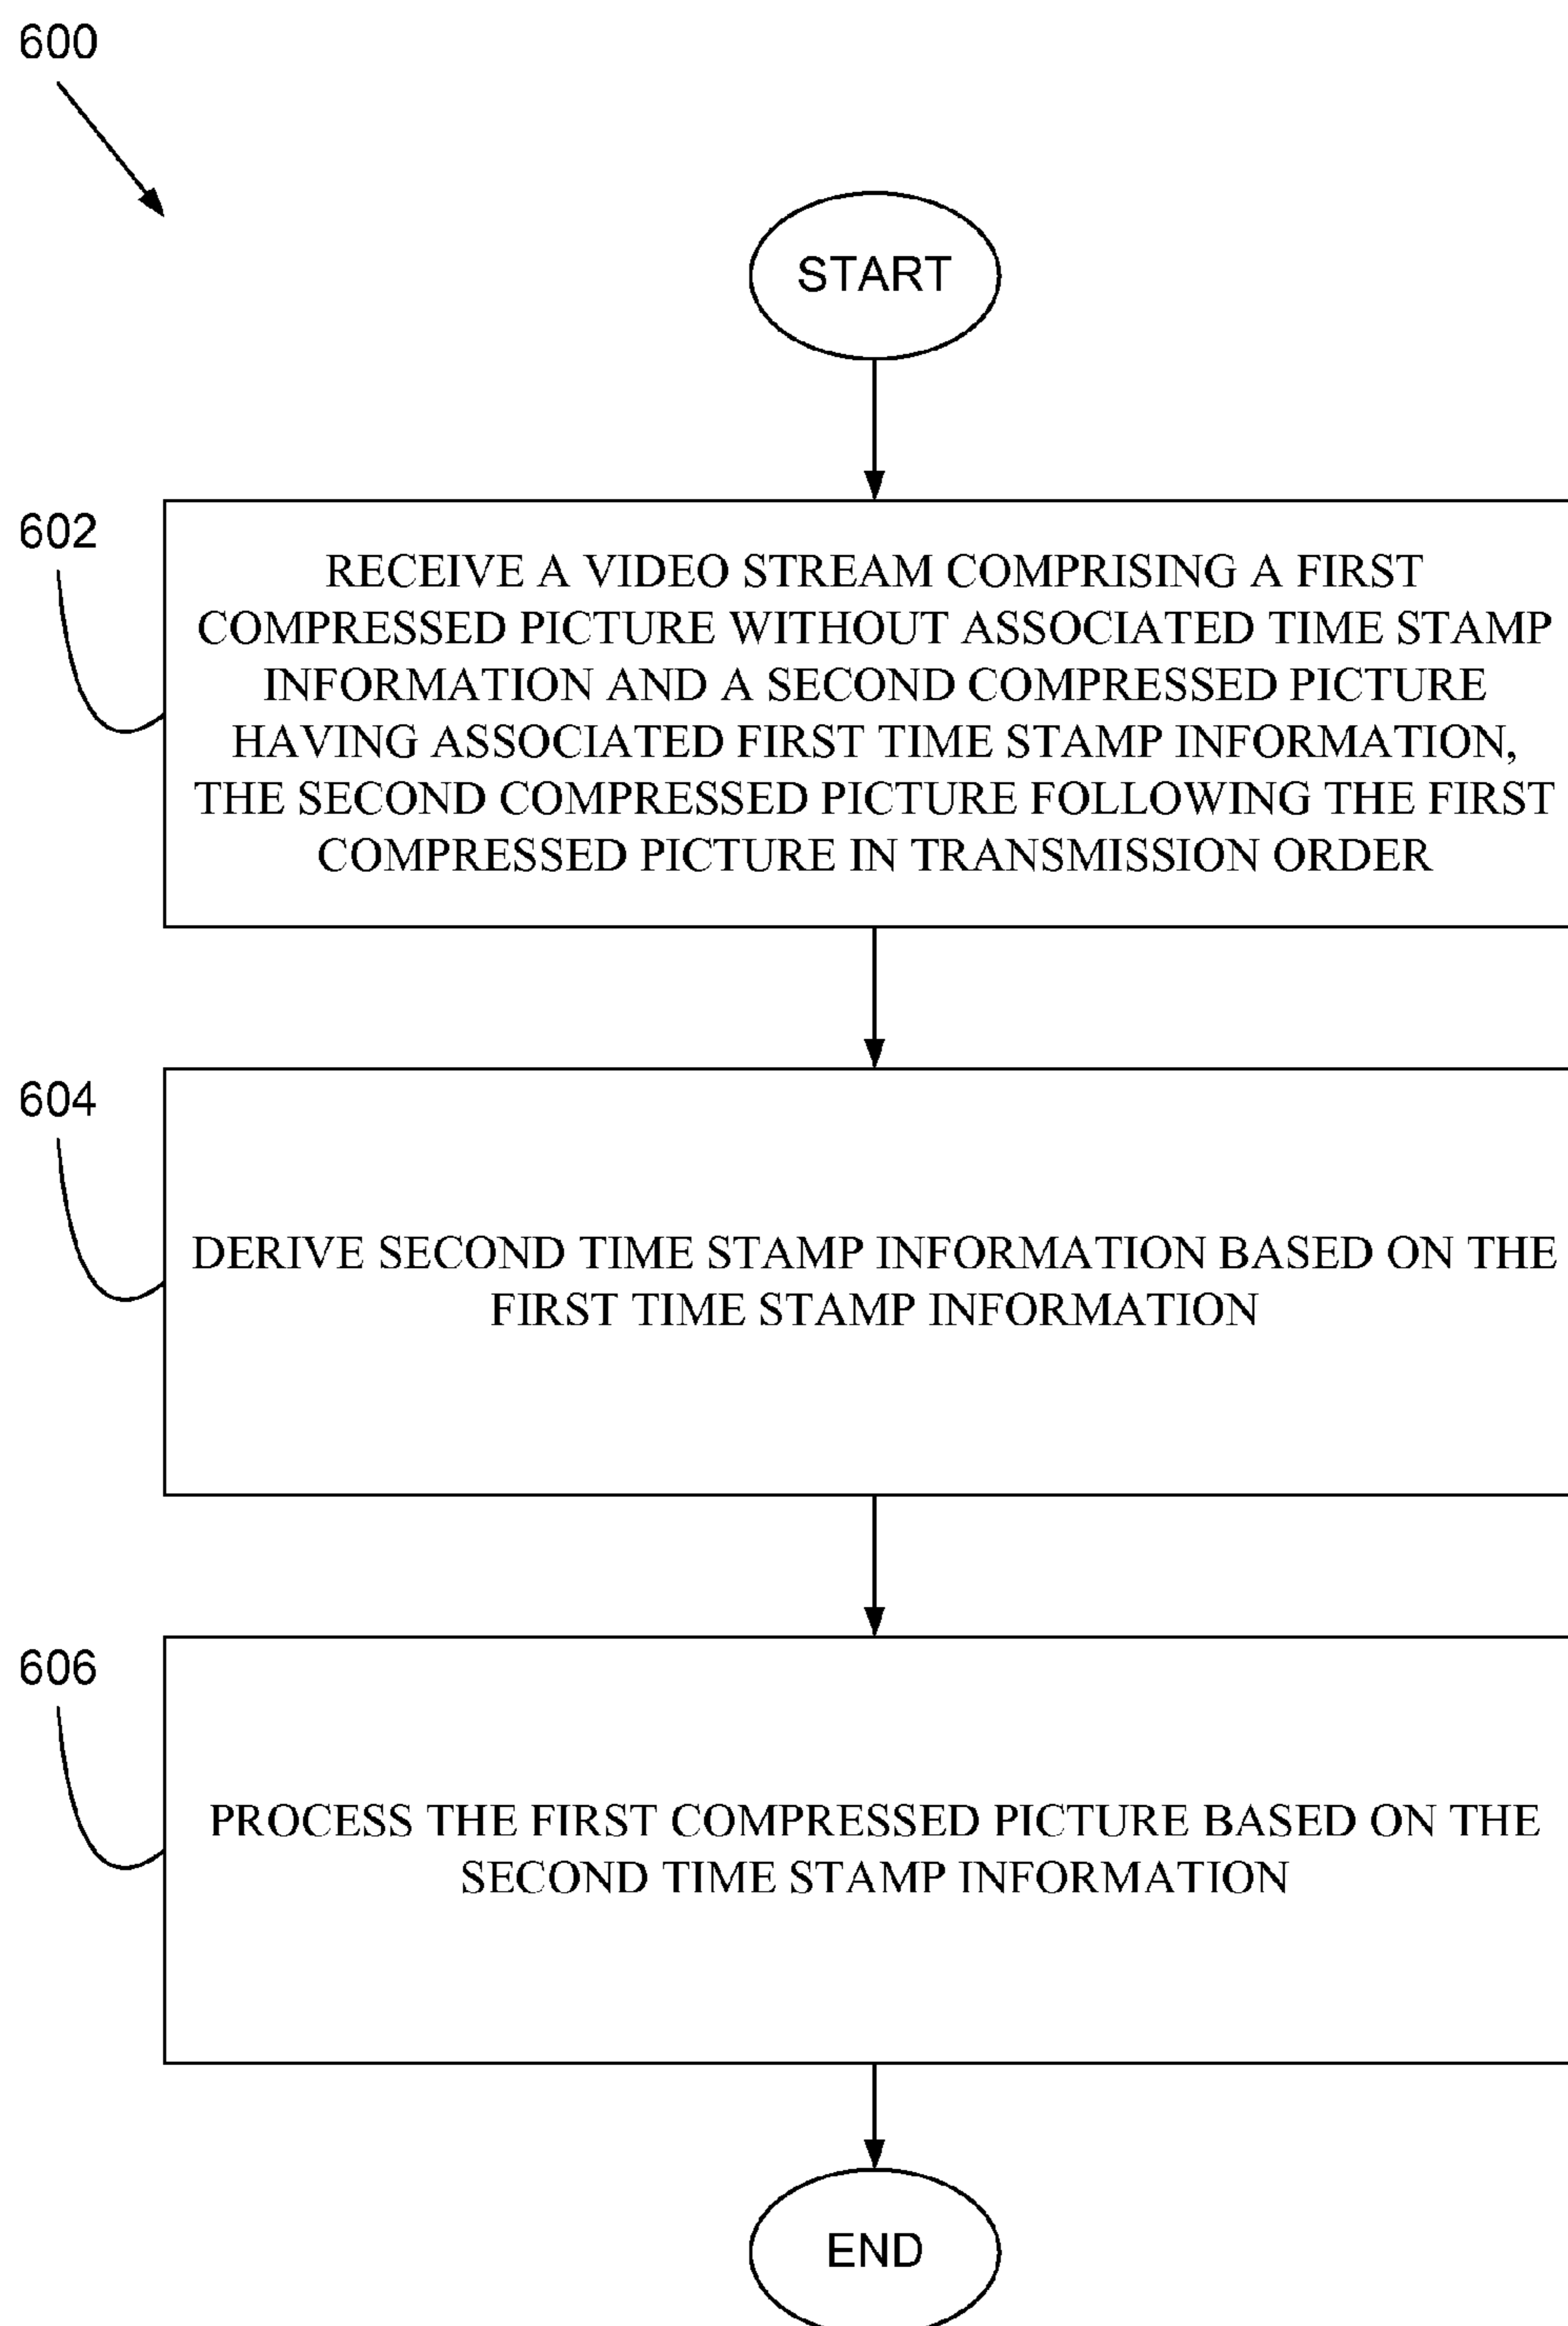 600
START
602
RECEIVE A VIDEO STREAM COMPRISING A FIRST
COMPRESSED PICTURE WITHOUT ASSOCIATED TIME STAMP
INFORMATION AND A SECOND COMPRESSED PICTURE
HAVING ASSOCIATED FIRST TIME STAMP INFORMATION,
THE SECOND COMPRESSED PICTURE FOLLOWING THE FIRST
COMPRESSED PICTURE IN TRANSMISSION ORDER
604
DERIVE SECOND TIME STAMP INFORMATION BASED ON THE
FIRST TIME STAMP INFORMATION
606
PROCESS THE FIRST COMPRESSED PICTURE BASED ON THE
SECOND TIME STAMP INFORMATION
END